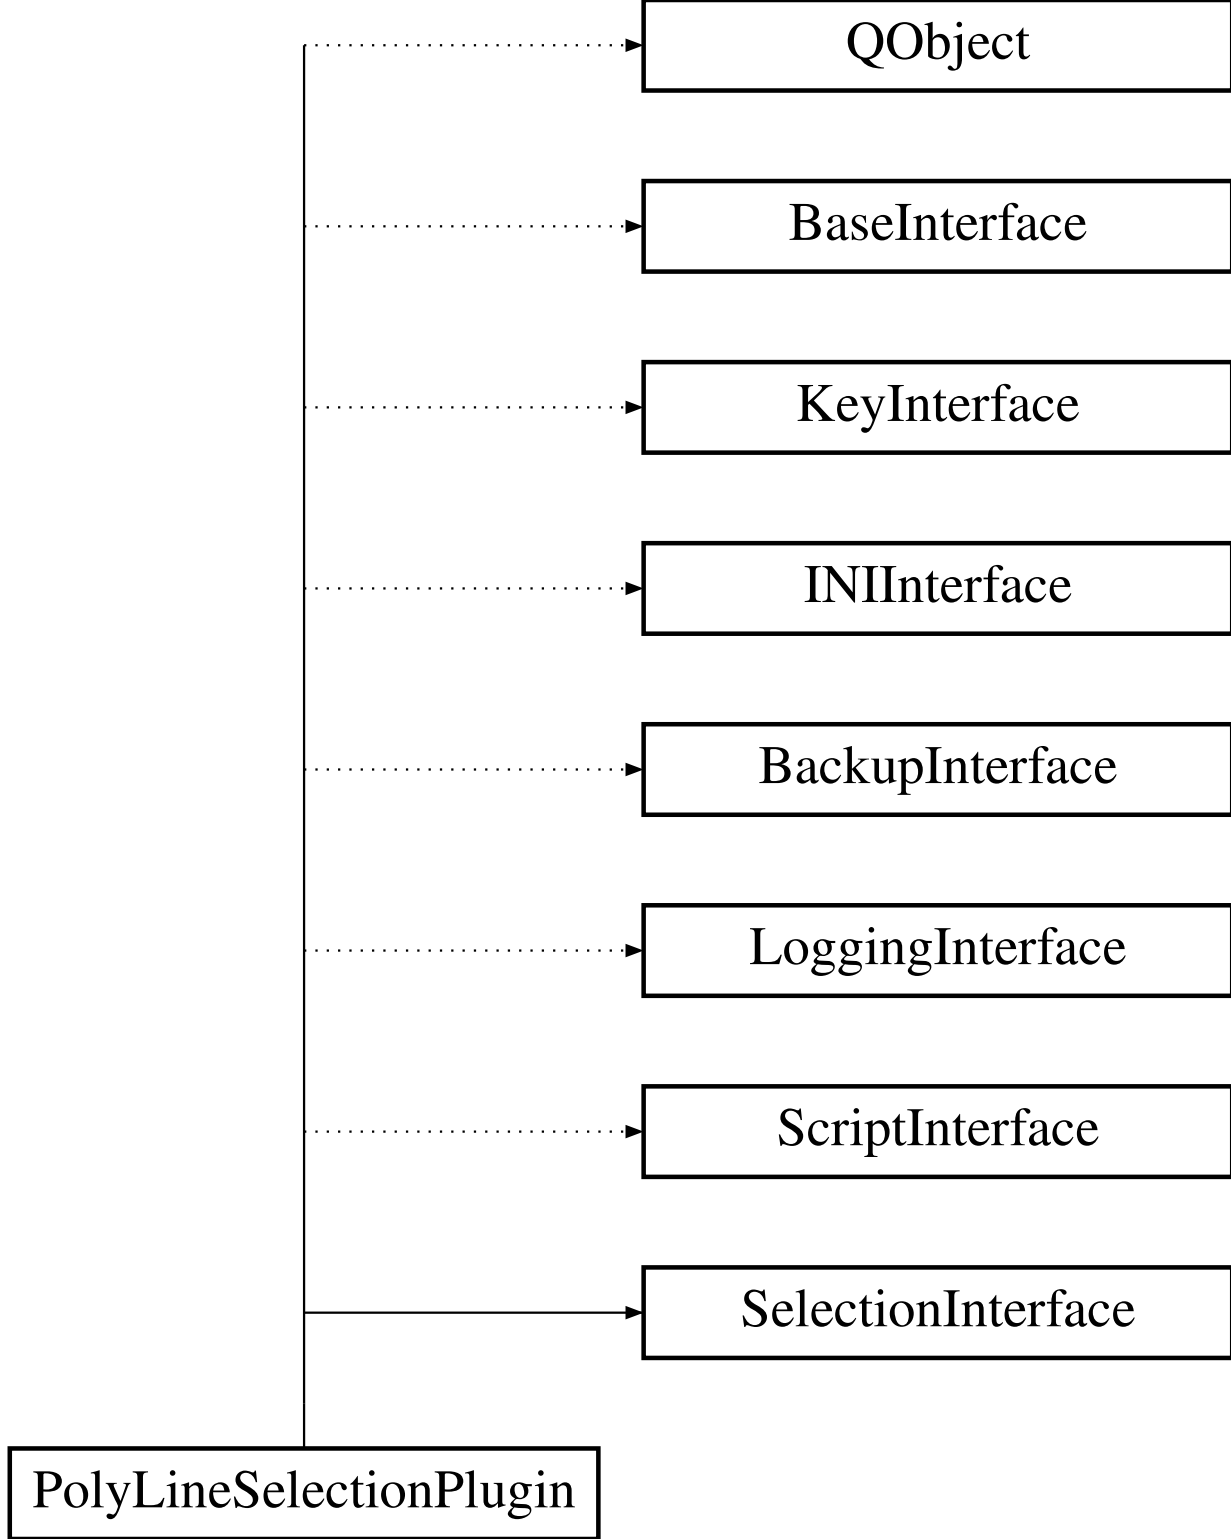 QObject
BaseInterface
KeyInterface
INIInterface
BackupInterface
LoggingInterface
ScriptInterface
SelectionInterface
PolyLineSelectionPlugin